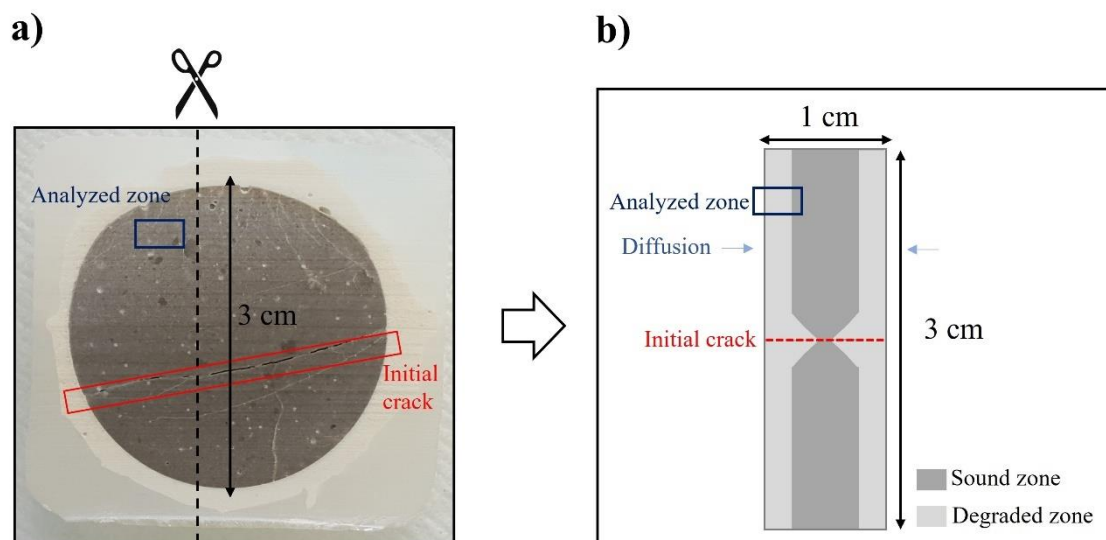 a)
Analyzed zone
3 cm
Initial
crack
b)
1 cm
Analyzed zone
Diffusion
Initial crack
3 cm
Sound zone
Degraded zone